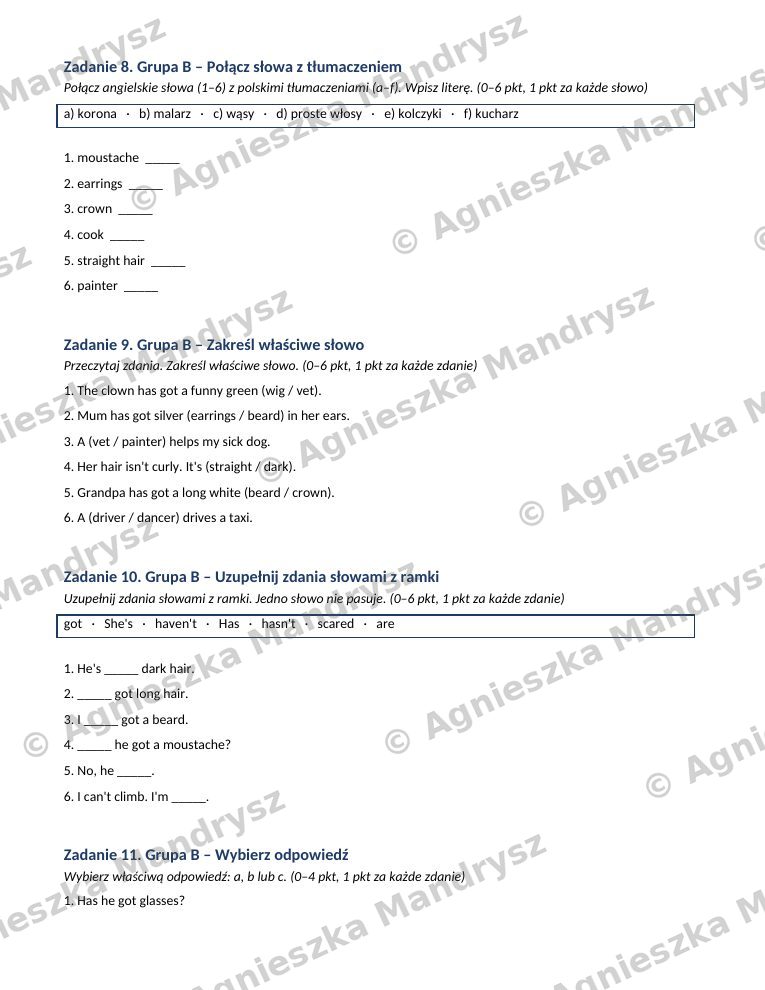 Zadanie 8. Grupa B – Połącz słowa z tłumaczeniem
Połącz angielskie słowa (1–6) z polskimi tłumaczeniami (a–f). Wpisz literę. (0–6 pkt, 1 pkt za każde słowo)
a) korona · b) malarz · c) wąsy · d) proste włosy · e) kolczyki · f) kucharz
1. moustache _____
2. earrings _____
3. crown _____
4. cook _____
5. straight hair _____
6. painter _____
Zadanie 9. Grupa B – Zakreśl właściwe słowo
Przeczytaj zdania. Zakreśl właściwe słowo. (0–6 pkt, 1 pkt za każde zdanie)
1. The clown has got a funny green (wig / vet).
2. Mum has got silver (earrings / beard) in her ears.
3. A (vet / painter) helps my sick dog.
4. Her hair isn't curly. It's (straight / dark).
5. Grandpa has got a long white (beard / crown).
6. A (driver / dancer) drives a taxi.
Zadanie 10. Grupa B – Uzupełnij zdania słowami z ramki
Uzupełnij zdania słowami z ramki. Jedno słowo nie pasuje. (0–6 pkt, 1 pkt za każde zdanie)
got · She's · haven't · Has · hasn't · scared · are
1. He's _____ dark hair.
2. _____ got long hair.
3. I _____ got a beard.
4. _____ he got a moustache?
5. No, he _____.
6. I can't climb. I'm _____.
Zadanie 11. Grupa B – Wybierz odpowiedź
Wybierz właściwą odpowiedź: a, b lub c. (0–4 pkt, 1 pkt za każde zdanie)
1. Has he got glasses?
© Agnieszka Mandrysz